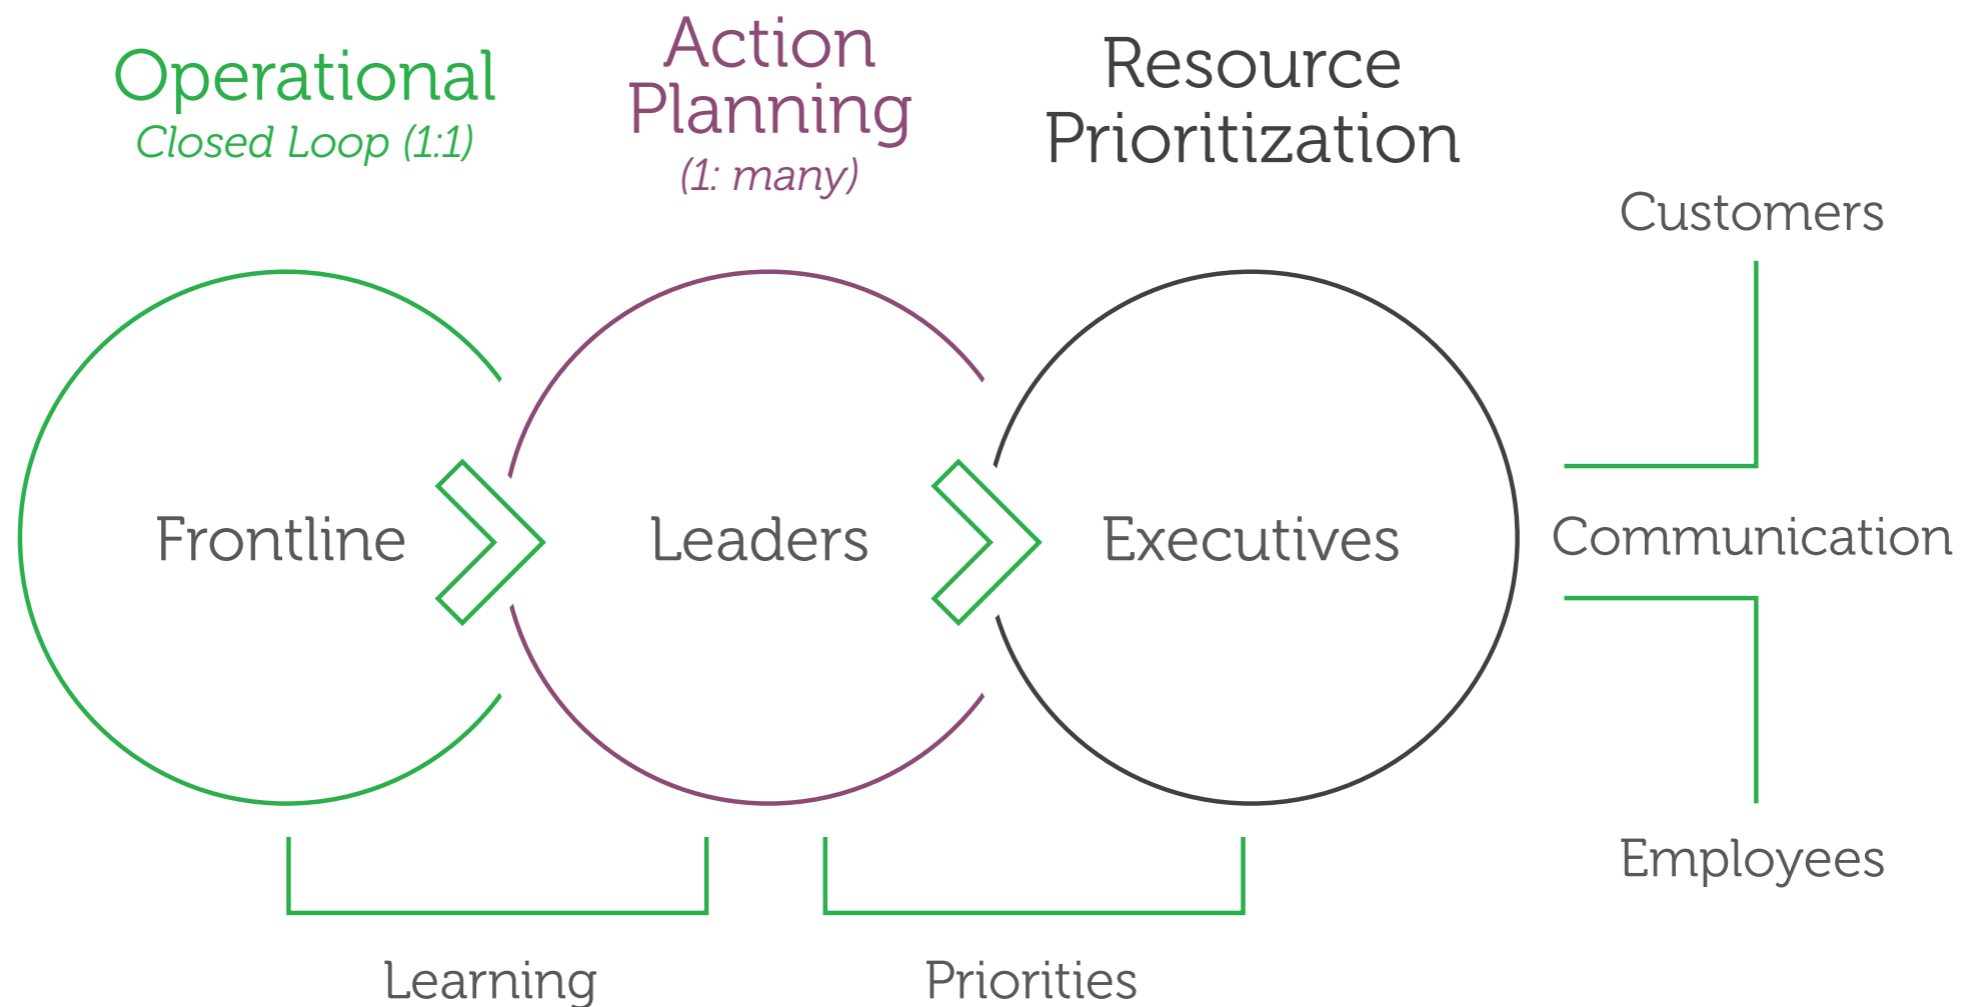 Operational
Closed Loop (1:1)
Action
Planning
(1: many)
Resource
Prioritization
Customers
Frontline
Leaders
Executives
Communication
Employees
Learning
Priorities